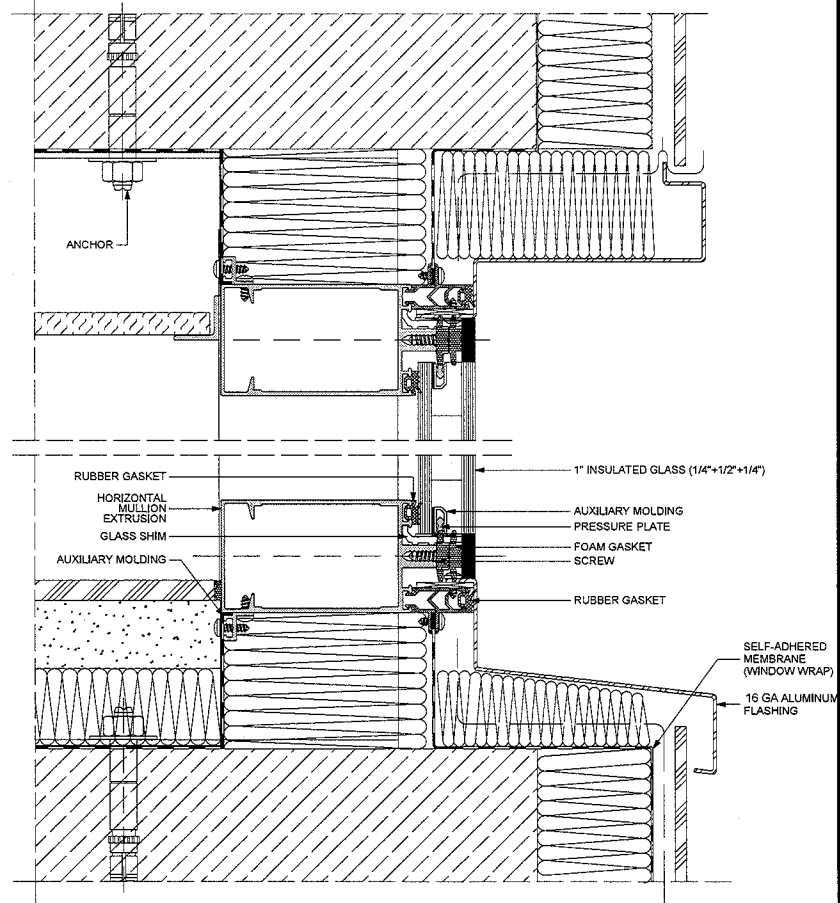 ANCHOR
1" INSULATED GLASS (1/4"+1/2"+1/4")
RUBBER GASKET
HORIZONTAL
MULLION
EXTRUSION
GLASS SHIM
AUXILIARY MOLDING
AUXILIARY MOLDING
PRESSURE PLATE
FOAM GASKET
SCREW
RUBBER GASKET
SELF-ADHERED
MEMBRANE
(WINDOW WRAP)
16 GA ALUMINUM
FLASHING